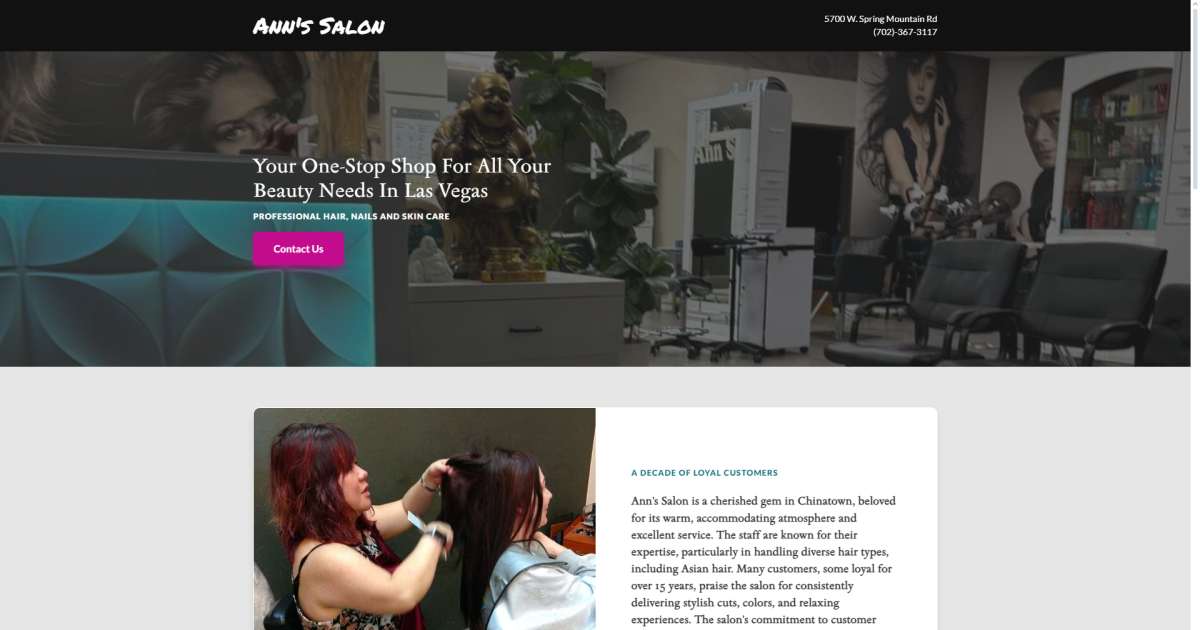 Ann's Salon
5700 W. Spring Mountain Rd
(702)-367-3117
Ann S
Your One-Stop Shop For All Your
Beauty Needs In Las Vegas
PROFESSIONAL HAIR, NAILS AND SKIN CARE
Contact Us
A DECADE OF LOYAL CUSTOMERS
Ann's Salon is a cherished gem in Chinatown, beloved
for its warm, accommodating atmosphere and
excellent service. The staff are known for their
expertise, particularly in handling diverse hair types,
including Asian hair. Many customers, some loyal for
over 15 years, praise the salon for consistently
delivering stylish cuts, colors, and relaxing
experiences. The salon's commitment to customer